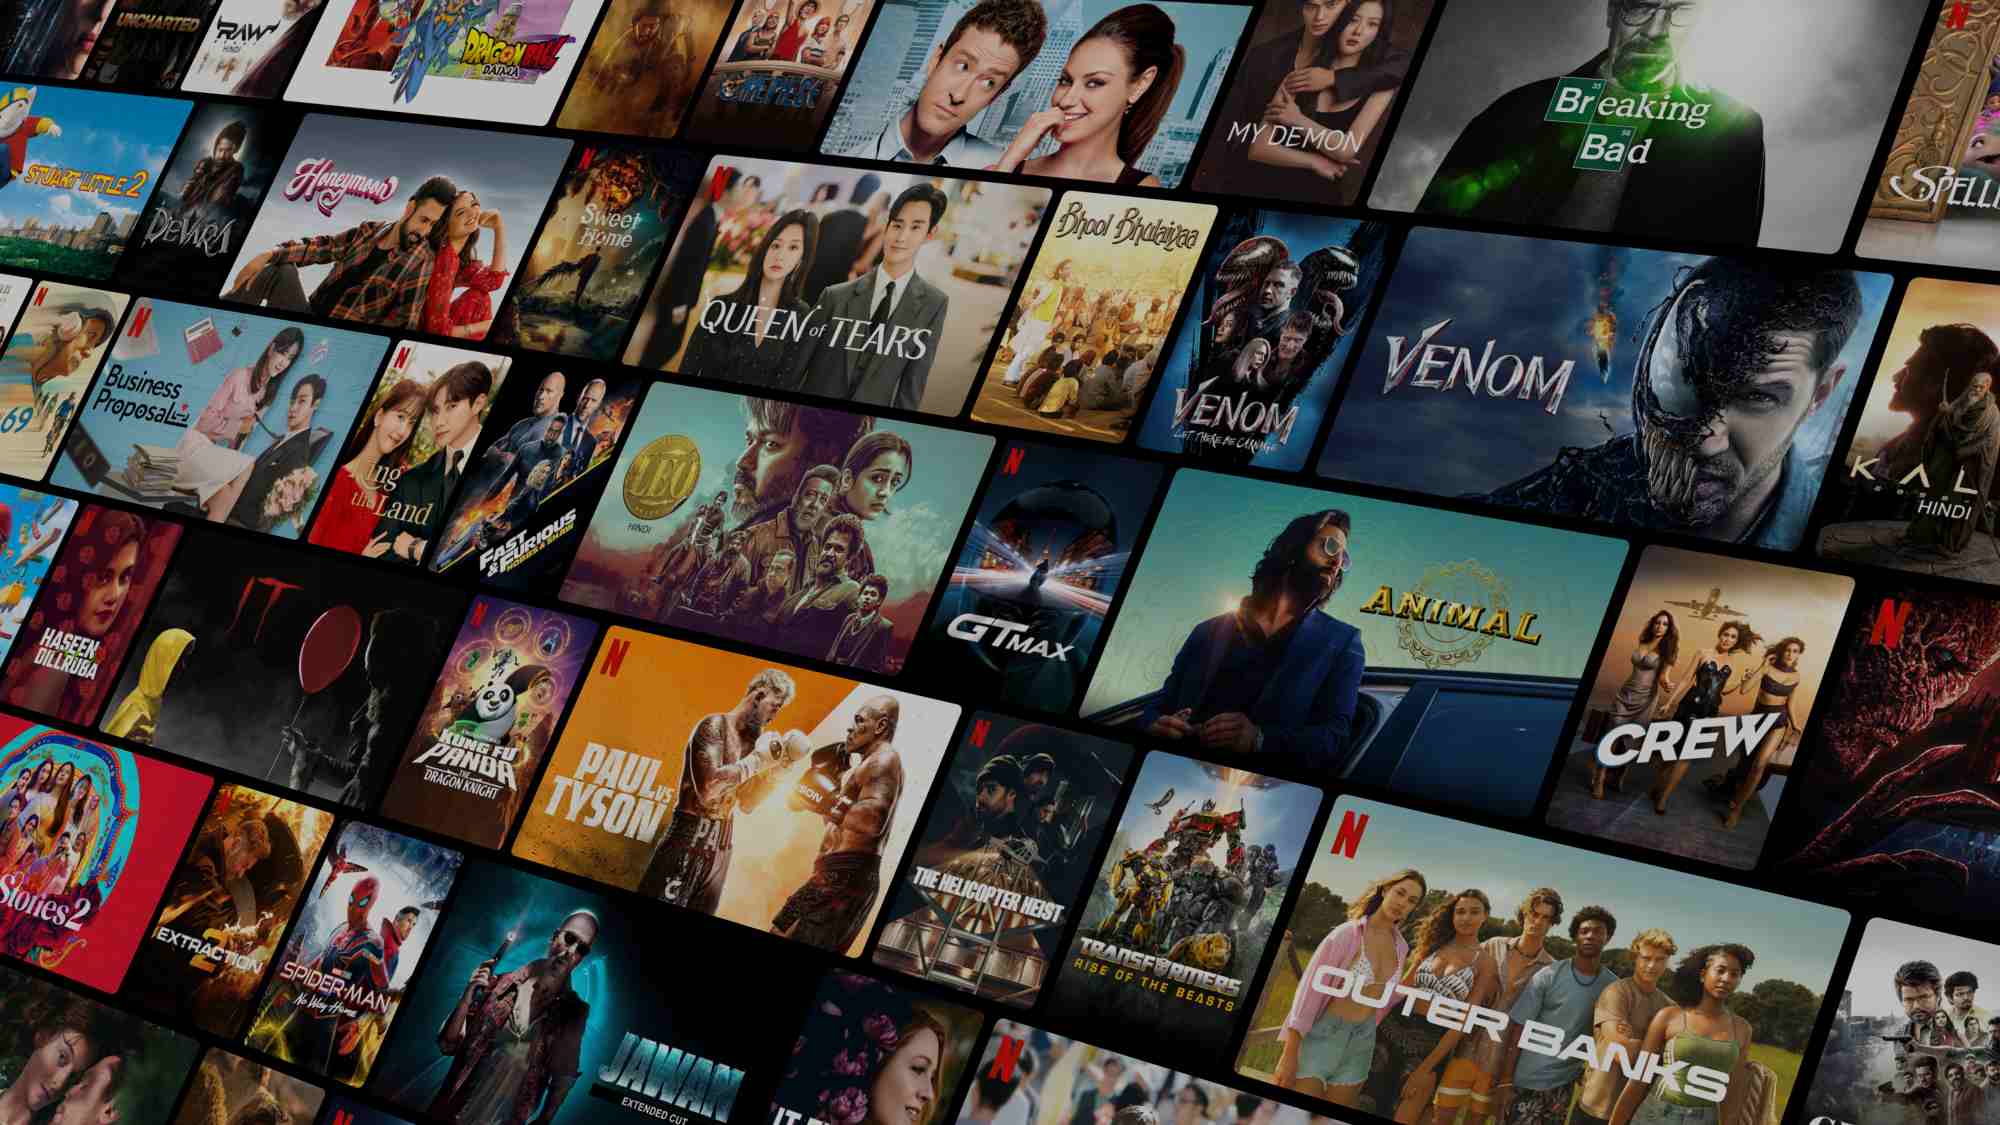 UNCHARTED
RAW
HINDI
DRAGON BALL
DAIMA
ONE PIECE
MY DEMON
35
Breaking
56
Bad
N
STUART LITTLE 2
DEVARA
Honeymoon
N
Sweet
Home
N
QUEEN of TEARS
Bhool Bhulaiyaa
VENOM
LET THERE BE CARNAGE
VENOM
N
69
N
Business
Proposal
N
King
the Land
FAST
& FURIOUS
HOBBS & SHAW
LEO
HINDI
N
GTMAX
ANIMAL
HINDI
N
HASEEN
DILLRUBA
IT
N
KUNG FU
PANDA
THE
DRAGON KNIGHT
N
PAUL VS
TYSON
CREW
N
Stories 2
N
EXTRACTION
2
SPIDER-MAN
No Way Home
JAWAN
EXTENDED CUT
N
THE HELICOPTER HEIST
TRANSFORMERS
RISE OF THE BEASTS
N
OUTER BANKS
N
N